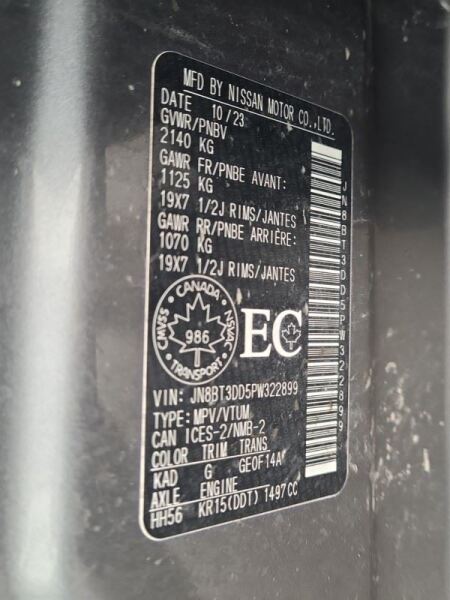 MFD BY NISSAN MOTOR CO.,LTD.
DATE 10/23
GVWR/PNBV
2140 KG
GAWR FR/PNBE AVANT:
1125 KG
19X7 1/2J RIMS/JANTES
GAWR RR/PNBE ARRIÈRE:
1070 KG
19X7 1/2J RIMS/JANTES
CANADA
CMVSS 986 NSVAC
TRANSPORT
EC
VIN: JN8BT3DD5PW322899
TYPE: MPV/VTUM
CAN ICES-2/NMB-2
COLOR TRIM TRANS
KAD G GE0F14A
AXLE ENGINE
HH56 KR15(DDT) 1497CC
JN8BT3DD5PW322899